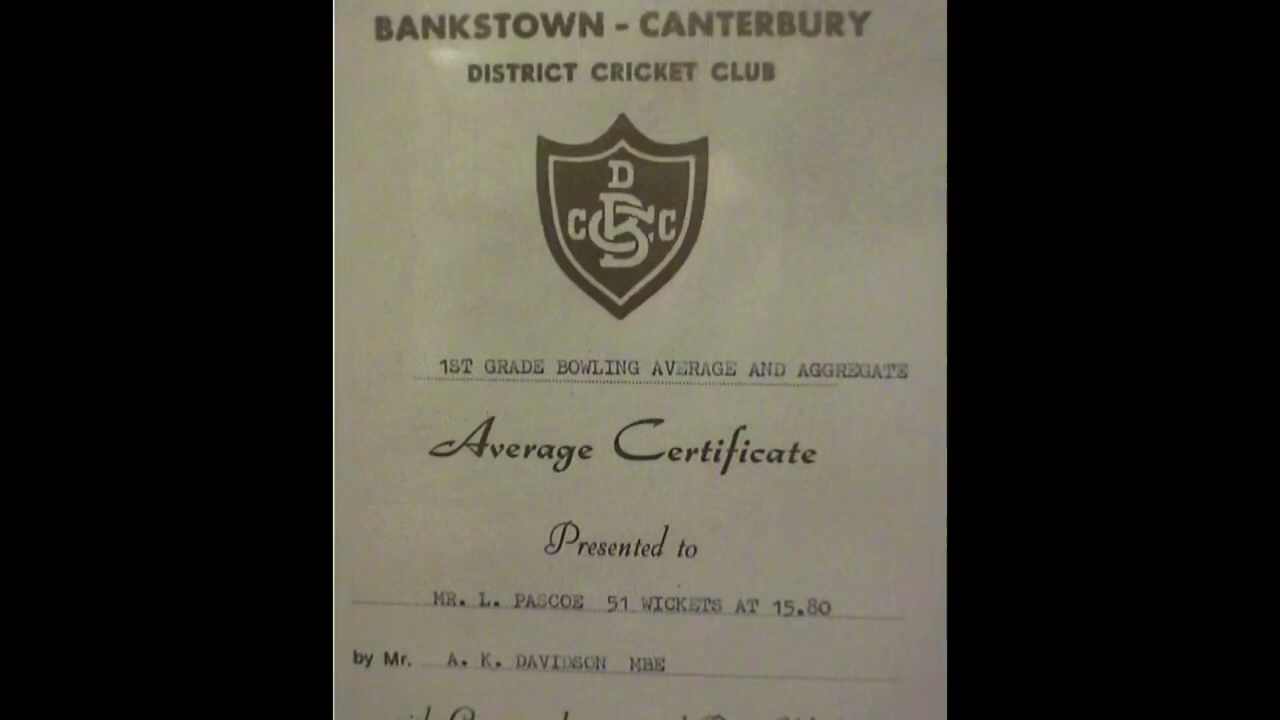 BANKSTOWN - CANTERBURY
DISTRICT CRICKET CLUB
D
C C
1ST GRADE BOWLING AVERAGE AND AGGREGATE
Average Certificate
Presented to
MR. L. PASCOE 51 WICKETS AT 15.80
by Mr. A. K. DAVIDSON MBE